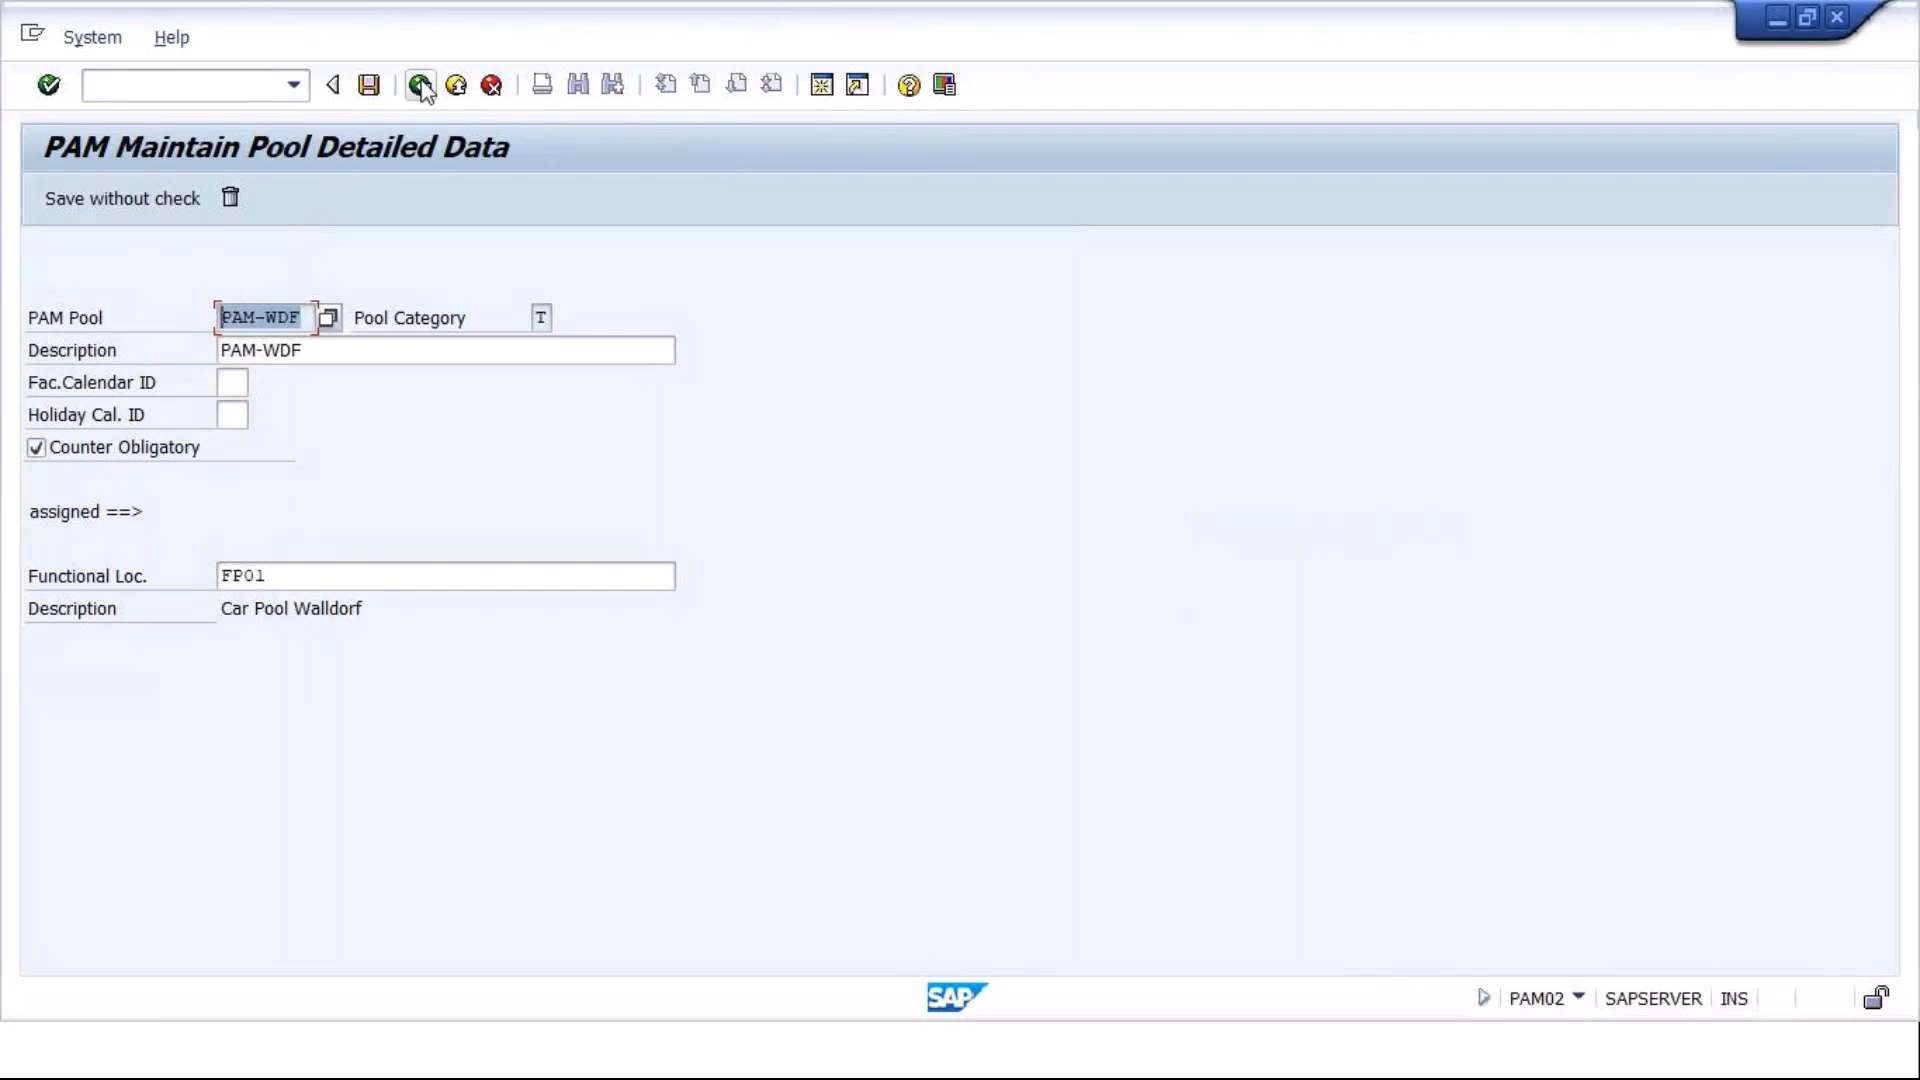 System Help
PAM Maintain Pool Detailed Data
Save without check
PAM Pool PAM-WDF Pool Category T
Description PAM-WDF
Fac.Calendar ID
Holiday Cal. ID
Counter Obligatory
assigned ==>
Functional Loc. FP01
Description Car Pool Walldorf
SAP PAM02 SAPSERVER INS